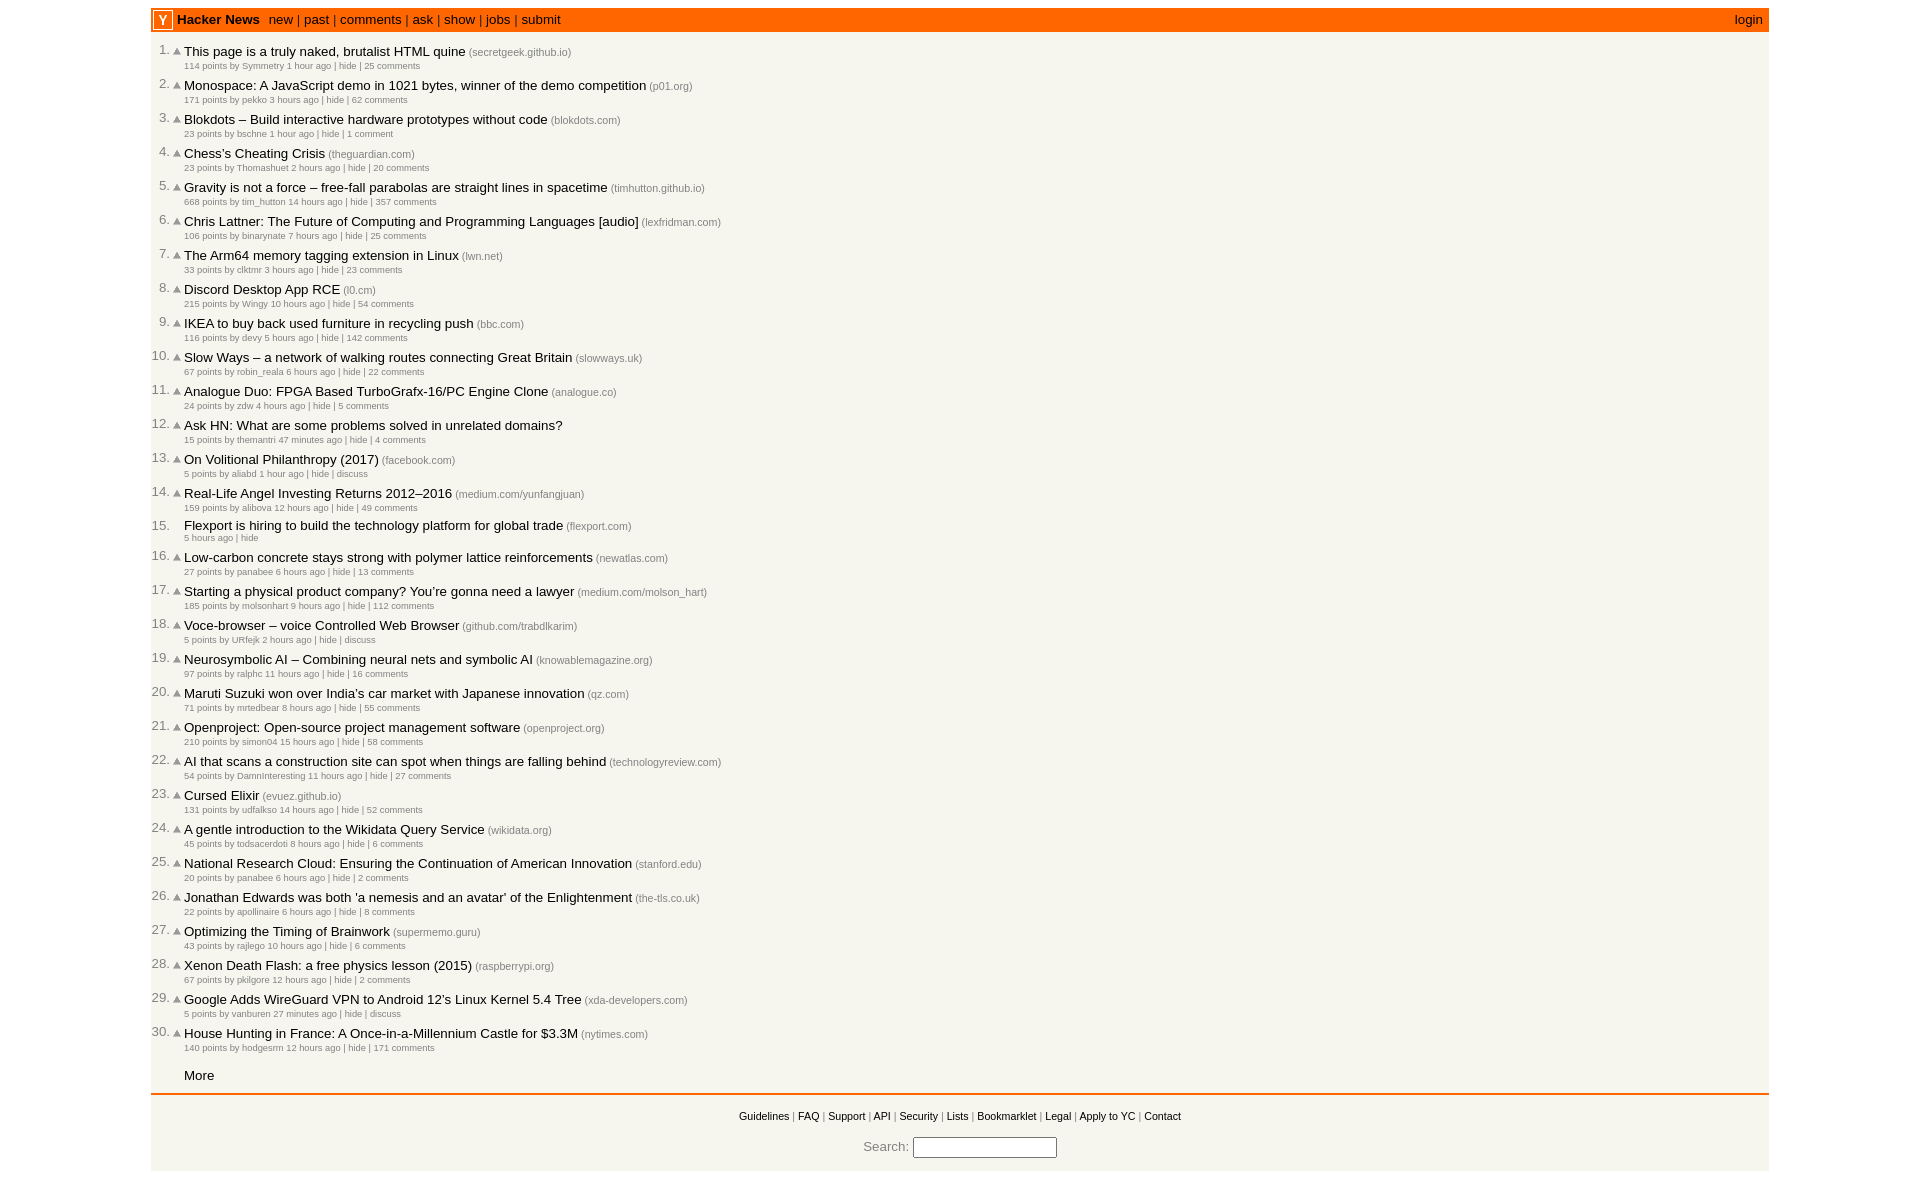 Y Hacker News new | past | comments | ask | show | jobs | submit login
1. This page is a truly naked, brutalist HTML quine (secretgeek.github.io)
114 points by Symmetry 1 hour ago | hide | 25 comments
2. Monospace: A JavaScript demo in 1021 bytes, winner of the demo competition (p01.org)
171 points by pekko 3 hours ago | hide | 62 comments
3. Blokdots – Build interactive hardware prototypes without code (blokdots.com)
23 points by bschne 1 hour ago | hide | 1 comment
4. Chess’s Cheating Crisis (theguardian.com)
23 points by Thomashuet 2 hours ago | hide | 20 comments
5. Gravity is not a force – free-fall parabolas are straight lines in spacetime (timhutton.github.io)
668 points by tim_hutton 14 hours ago | hide | 357 comments
6. Chris Lattner: The Future of Computing and Programming Languages [audio] (lexfridman.com)
106 points by binarynate 7 hours ago | hide | 25 comments
7. The Arm64 memory tagging extension in Linux (lwn.net)
33 points by clktmr 3 hours ago | hide | 23 comments
8. Discord Desktop App RCE (l0.cm)
215 points by Wingy 10 hours ago | hide | 54 comments
9. IKEA to buy back used furniture in recycling push (bbc.com)
116 points by devy 5 hours ago | hide | 142 comments
10. Slow Ways – a network of walking routes connecting Great Britain (slowways.uk)
67 points by robin_reala 6 hours ago | hide | 22 comments
11. Analogue Duo: FPGA Based TurboGrafx-16/PC Engine Clone (analogue.co)
24 points by zdw 4 hours ago | hide | 5 comments
12. Ask HN: What are some problems solved in unrelated domains?
15 points by themantri 47 minutes ago | hide | 4 comments
13. On Volitional Philanthropy (2017) (facebook.com)
5 points by aliabd 1 hour ago | hide | discuss
14. Real-Life Angel Investing Returns 2012–2016 (medium.com/yunfangjuan)
159 points by alibova 12 hours ago | hide | 49 comments
15. Flexport is hiring to build the technology platform for global trade (flexport.com)
5 hours ago | hide
16. Low-carbon concrete stays strong with polymer lattice reinforcements (newatlas.com)
27 points by panabee 6 hours ago | hide | 13 comments
17. Starting a physical product company? You’re gonna need a lawyer (medium.com/molson_hart)
185 points by molsonhart 9 hours ago | hide | 112 comments
18. Voce-browser – voice Controlled Web Browser (github.com/trabdlkarim)
5 points by URfejk 2 hours ago | hide | discuss
19. Neurosymbolic AI – Combining neural nets and symbolic AI (knowablemagazine.org)
97 points by ralphc 11 hours ago | hide | 16 comments
20. Maruti Suzuki won over India’s car market with Japanese innovation (qz.com)
71 points by mrtedbear 8 hours ago | hide | 55 comments
21. Openproject: Open-source project management software (openproject.org)
210 points by simon04 15 hours ago | hide | 58 comments
22. AI that scans a construction site can spot when things are falling behind (technologyreview.com)
54 points by DamnInteresting 11 hours ago | hide | 27 comments
23. Cursed Elixir (evuez.github.io)
131 points by udfalkso 14 hours ago | hide | 52 comments
24. A gentle introduction to the Wikidata Query Service (wikidata.org)
45 points by todsacerdoti 8 hours ago | hide | 6 comments
25. National Research Cloud: Ensuring the Continuation of American Innovation (stanford.edu)
20 points by panabee 6 hours ago | hide | 2 comments
26. Jonathan Edwards was both 'a nemesis and an avatar' of the Enlightenment (the-tls.co.uk)
22 points by apollinaire 6 hours ago | hide | 8 comments
27. Optimizing the Timing of Brainwork (supermemo.guru)
43 points by rajlego 10 hours ago | hide | 6 comments
28. Xenon Death Flash: a free physics lesson (2015) (raspberrypi.org)
67 points by pkilgore 12 hours ago | hide | 2 comments
29. Google Adds WireGuard VPN to Android 12’s Linux Kernel 5.4 Tree (xda-developers.com)
5 points by vanburen 27 minutes ago | hide | discuss
30. House Hunting in France: A Once-in-a-Millennium Castle for $3.3M (nytimes.com)
140 points by hodgesrm 12 hours ago | hide | 171 comments
More
Guidelines | FAQ | Support | API | Security | Lists | Bookmarklet | Legal | Apply to YC | Contact
Search: